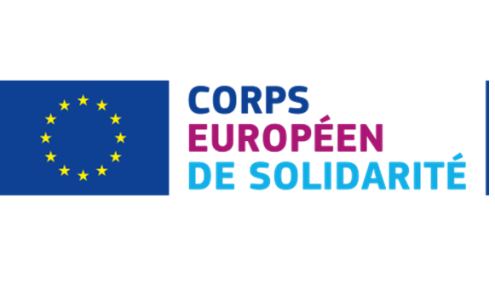 CORPS
EUROPÉEN
DE SOLIDARITÉ